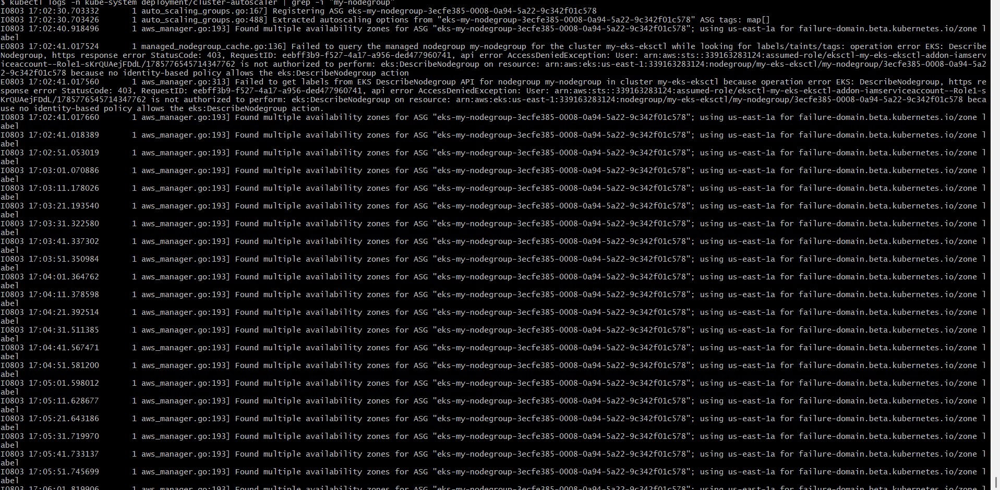 $ kubectl logs -n kube-system deployment/cluster-autoscaler | grep -i "my-nodegroup"
I0803 17:02:30.703332       1 auto_scaling_groups.go:167] Registering ASG eks-my-nodegroup-3ecfe385-0008-0a94-5a22-9c342f01c578
I0803 17:02:30.703426       1 auto_scaling_groups.go:488] Extracted autoscaling options from "eks-my-nodegroup-3ecfe385-0008-0a94-5a22-9c342f01c578" ASG tags: map[]
I0803 17:02:40.918496       1 aws_manager.go:193] Found multiple availability zones for ASG "eks-my-nodegroup-3ecfe385-0008-0a94-5a22-9c342f01c578"; using us-east-1a for failure-domain.beta.kubernetes.io/zone l
abel
E0803 17:02:41.017524       1 managed_nodegroup_cache.go:136] Failed to query the managed nodegroup my-nodegroup for the cluster my-eks-eksctl while looking for labels/taints/tags: operation error EKS: Describe
Nodegroup, https response error StatusCode: 403, RequestID: eebff3b9-f527-4a17-a956-ded477960741, api error AccessDeniedException: User: arn:aws:sts::339163283124:assumed-role/eksctl-my-eks-eksctl-addon-iamserv
iceaccount--Role1-sKrQUAejFDdL/1785776545714347762 is not authorized to perform: eks:DescribeNodegroup on resource: arn:aws:eks:us-east-1:339163283124:nodegroup/my-eks-eksctl/my-nodegroup/3ecfe385-0008-0a94-5a2
2-9c342f01c578 because no identity-based policy allows the eks:DescribeNodegroup action
E0803 17:02:41.017560       1 aws_manager.go:313] Failed to get labels from EKS DescribeNodegroup API for nodegroup my-nodegroup in cluster my-eks-eksctl because operation error EKS: DescribeNodegroup, https re
sponse error StatusCode: 403, RequestID: eebff3b9-f527-4a17-a956-ded477960741, api error AccessDeniedException: User: arn:aws:sts::339163283124:assumed-role/eksctl-my-eks-eksctl-addon-iamserviceaccount--Role1-s
KrQUAejFDdL/1785776545714347762 is not authorized to perform: eks:DescribeNodegroup on resource: arn:aws:eks:us-east-1:339163283124:nodegroup/my-eks-eksctl/my-nodegroup/3ecfe385-0008-0a94-5a22-9c342f01c578 beca
use no identity-based policy allows the eks:DescribeNodegroup action.
I0803 17:02:41.017660       1 aws_manager.go:193] Found multiple availability zones for ASG "eks-my-nodegroup-3ecfe385-0008-0a94-5a22-9c342f01c578"; using us-east-1a for failure-domain.beta.kubernetes.io/zone l
abel
I0803 17:02:41.018389       1 aws_manager.go:193] Found multiple availability zones for ASG "eks-my-nodegroup-3ecfe385-0008-0a94-5a22-9c342f01c578"; using us-east-1a for failure-domain.beta.kubernetes.io/zone l
abel
I0803 17:02:51.053019       1 aws_manager.go:193] Found multiple availability zones for ASG "eks-my-nodegroup-3ecfe385-0008-0a94-5a22-9c342f01c578"; using us-east-1a for failure-domain.beta.kubernetes.io/zone l
abel
I0803 17:03:01.070886       1 aws_manager.go:193] Found multiple availability zones for ASG "eks-my-nodegroup-3ecfe385-0008-0a94-5a22-9c342f01c578"; using us-east-1a for failure-domain.beta.kubernetes.io/zone l
abel
I0803 17:03:11.178026       1 aws_manager.go:193] Found multiple availability zones for ASG "eks-my-nodegroup-3ecfe385-0008-0a94-5a22-9c342f01c578"; using us-east-1a for failure-domain.beta.kubernetes.io/zone l
abel
I0803 17:03:21.193540       1 aws_manager.go:193] Found multiple availability zones for ASG "eks-my-nodegroup-3ecfe385-0008-0a94-5a22-9c342f01c578"; using us-east-1a for failure-domain.beta.kubernetes.io/zone l
abel
I0803 17:03:31.322580       1 aws_manager.go:193] Found multiple availability zones for ASG "eks-my-nodegroup-3ecfe385-0008-0a94-5a22-9c342f01c578"; using us-east-1a for failure-domain.beta.kubernetes.io/zone l
abel
I0803 17:03:41.337302       1 aws_manager.go:193] Found multiple availability zones for ASG "eks-my-nodegroup-3ecfe385-0008-0a94-5a22-9c342f01c578"; using us-east-1a for failure-domain.beta.kubernetes.io/zone l
abel
I0803 17:03:51.350984       1 aws_manager.go:193] Found multiple availability zones for ASG "eks-my-nodegroup-3ecfe385-0008-0a94-5a22-9c342f01c578"; using us-east-1a for failure-domain.beta.kubernetes.io/zone l
abel
I0803 17:04:01.364762       1 aws_manager.go:193] Found multiple availability zones for ASG "eks-my-nodegroup-3ecfe385-0008-0a94-5a22-9c342f01c578"; using us-east-1a for failure-domain.beta.kubernetes.io/zone l
abel
I0803 17:04:11.378598       1 aws_manager.go:193] Found multiple availability zones for ASG "eks-my-nodegroup-3ecfe385-0008-0a94-5a22-9c342f01c578"; using us-east-1a for failure-domain.beta.kubernetes.io/zone l
abel
I0803 17:04:21.392514       1 aws_manager.go:193] Found multiple availability zones for ASG "eks-my-nodegroup-3ecfe385-0008-0a94-5a22-9c342f01c578"; using us-east-1a for failure-domain.beta.kubernetes.io/zone l
abel
I0803 17:04:31.511385       1 aws_manager.go:193] Found multiple availability zones for ASG "eks-my-nodegroup-3ecfe385-0008-0a94-5a22-9c342f01c578"; using us-east-1a for failure-domain.beta.kubernetes.io/zone l
abel
I0803 17:04:41.567471       1 aws_manager.go:193] Found multiple availability zones for ASG "eks-my-nodegroup-3ecfe385-0008-0a94-5a22-9c342f01c578"; using us-east-1a for failure-domain.beta.kubernetes.io/zone l
abel
I0803 17:04:51.581200       1 aws_manager.go:193] Found multiple availability zones for ASG "eks-my-nodegroup-3ecfe385-0008-0a94-5a22-9c342f01c578"; using us-east-1a for failure-domain.beta.kubernetes.io/zone l
abel
I0803 17:05:01.598012       1 aws_manager.go:193] Found multiple availability zones for ASG "eks-my-nodegroup-3ecfe385-0008-0a94-5a22-9c342f01c578"; using us-east-1a for failure-domain.beta.kubernetes.io/zone l
abel
I0803 17:05:11.628677       1 aws_manager.go:193] Found multiple availability zones for ASG "eks-my-nodegroup-3ecfe385-0008-0a94-5a22-9c342f01c578"; using us-east-1a for failure-domain.beta.kubernetes.io/zone l
abel
I0803 17:05:21.643186       1 aws_manager.go:193] Found multiple availability zones for ASG "eks-my-nodegroup-3ecfe385-0008-0a94-5a22-9c342f01c578"; using us-east-1a for failure-domain.beta.kubernetes.io/zone l
abel
I0803 17:05:31.719970       1 aws_manager.go:193] Found multiple availability zones for ASG "eks-my-nodegroup-3ecfe385-0008-0a94-5a22-9c342f01c578"; using us-east-1a for failure-domain.beta.kubernetes.io/zone l
abel
I0803 17:05:41.733137       1 aws_manager.go:193] Found multiple availability zones for ASG "eks-my-nodegroup-3ecfe385-0008-0a94-5a22-9c342f01c578"; using us-east-1a for failure-domain.beta.kubernetes.io/zone l
abel
I0803 17:05:51.745699       1 aws_manager.go:193] Found multiple availability zones for ASG "eks-my-nodegroup-3ecfe385-0008-0a94-5a22-9c342f01c578"; using us-east-1a for failure-domain.beta.kubernetes.io/zone l
abel
I0803 17:06:01.819906       1 aws_manager.go:193] Found multiple availability zones for ASG "eks-my-nodegroup-3ecfe385-0008-0a94-5a22-9c342f01c578"; using us-east-1a for failure-domain.beta.kubernetes.io/zone l